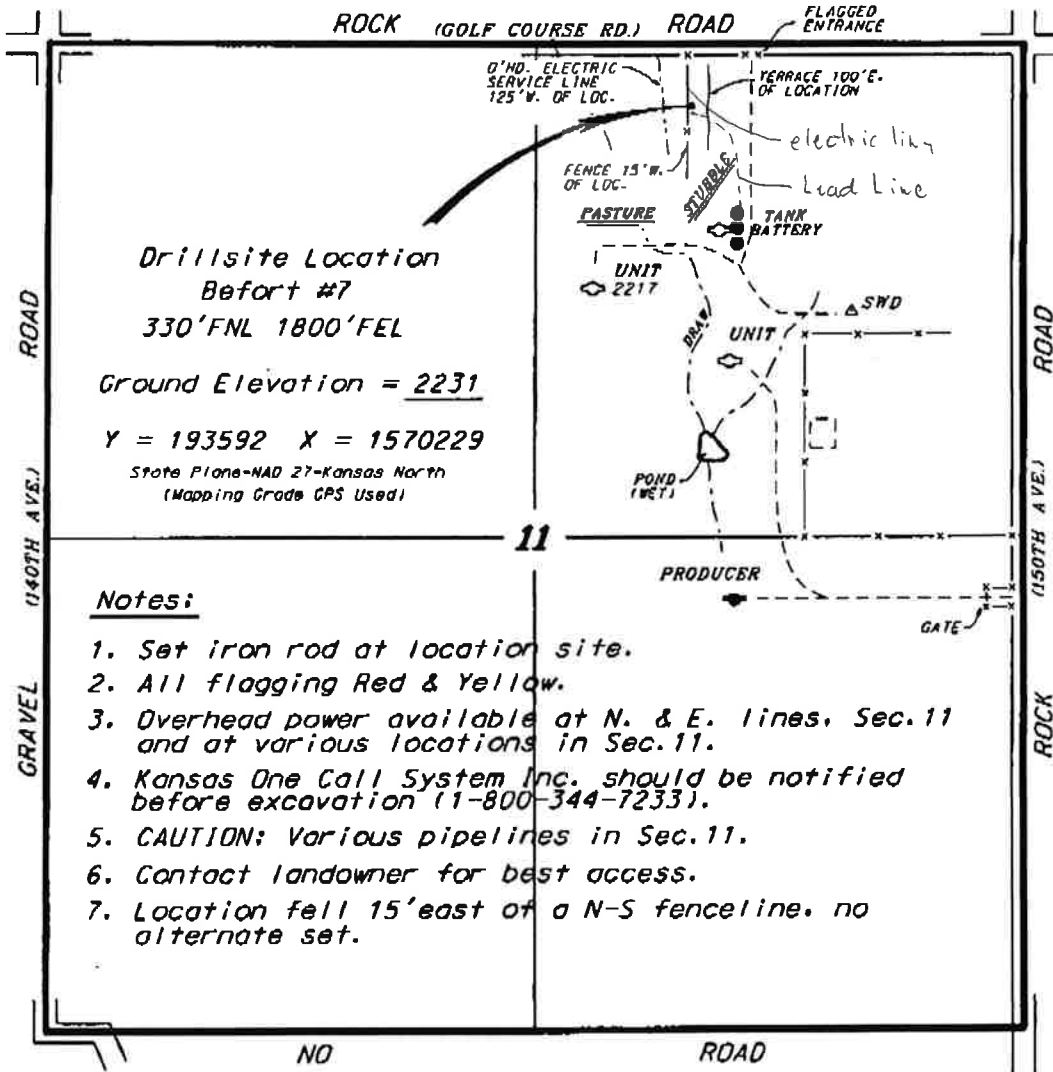 ROCK (GOLF COURSE RD.) ROAD
FLAGGED
ENTRANCE
O'HD. ELECTRIC
SERVICE LINE
125'W. OF LOC.
TERRACE 100'E.
OF LOCATION
electric line
FENCE 15'W.
OF LOC.
Lead Line
STUBBLE
PASTURE
TANK
BATTERY
UNIT
2217
SWD
DRAW
UNIT
POND
(WET)
Drillsite Location
Befort #7
330'FNL 1800'FEL
Ground Elevation = 2231
Y = 193592 X = 1570229
State Plane-NAD 27-Kansas North
(Mapping Grade GPS Used)
11
PRODUCER
GATE
Notes:
1. Set iron rod at location site.
2. All flagging Red & Yellow.
3. Overhead power available at N. & E. lines, Sec.11
and at various locations in Sec.11.
4. Kansas One Call System Inc. should be notified
before excavation (1-800-344-7233).
5. CAUTION: Various pipelines in Sec.11.
6. Contact landowner for best access.
7. Location fell 15'east of a N-S fenceline, no
alternate set.
GRAVEL (140TH AVE.) ROAD
ROCK (150TH AVE.) ROAD
NO ROAD